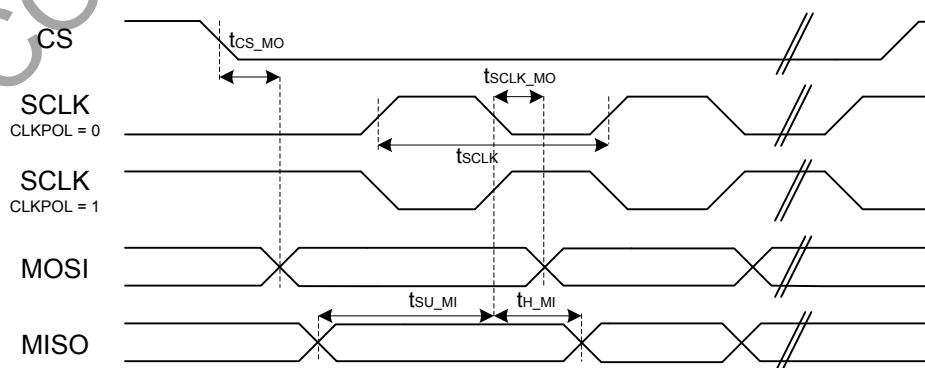 CS
tCS_MO
tSCLK_MO
SCLK
CLKPOL = 0
tSCLK
SCLK
CLKPOL = 1
MOSI
tSU_MI
tH_MI
MISO